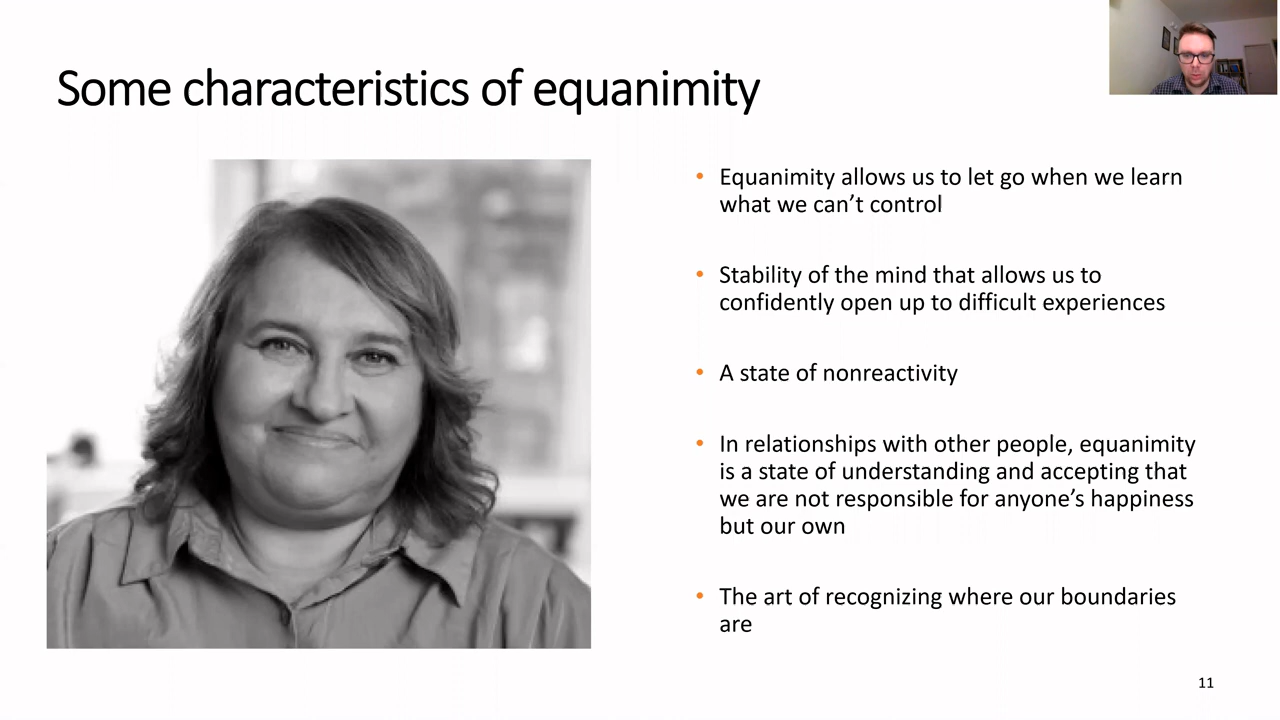 Some characteristics of equanimity
• Equanimity allows us to let go when we learn
what we can’t control
• Stability of the mind that allows us to
confidently open up to difficult experiences
• A state of nonreactivity
• In relationships with other people, equanimity
is a state of understanding and accepting that
we are not responsible for anyone’s happiness
but our own
• The art of recognizing where our boundaries
are
11